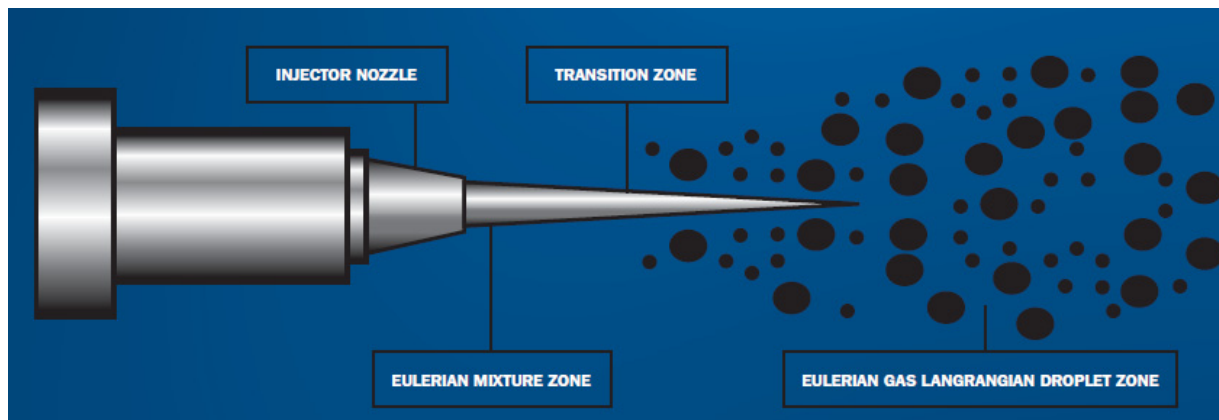 INJECTOR NOZZLE
TRANSITION ZONE
EULERIAN MIXTURE ZONE
EULERIAN GAS LANGRANGIAN DROPLET ZONE